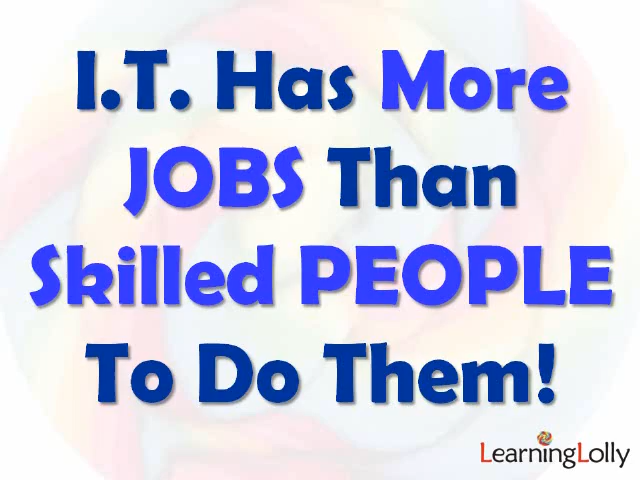 I.T. Has More
JOBS Than
Skilled PEOPLE
To Do Them!
LearningLolly